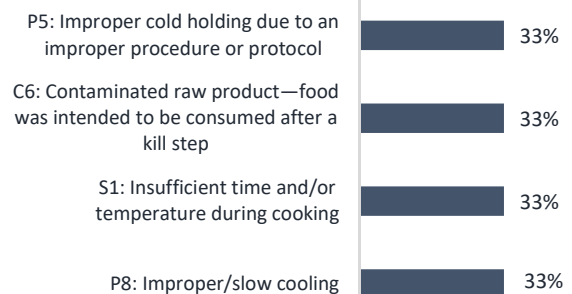 P5: Improper cold holding due to an
improper procedure or protocol
33%
C6: Contaminated raw product—food
was intended to be consumed after a
kill step
33%
S1: Insufficient time and/or
temperature during cooking
33%
P8: Improper/slow cooling
33%